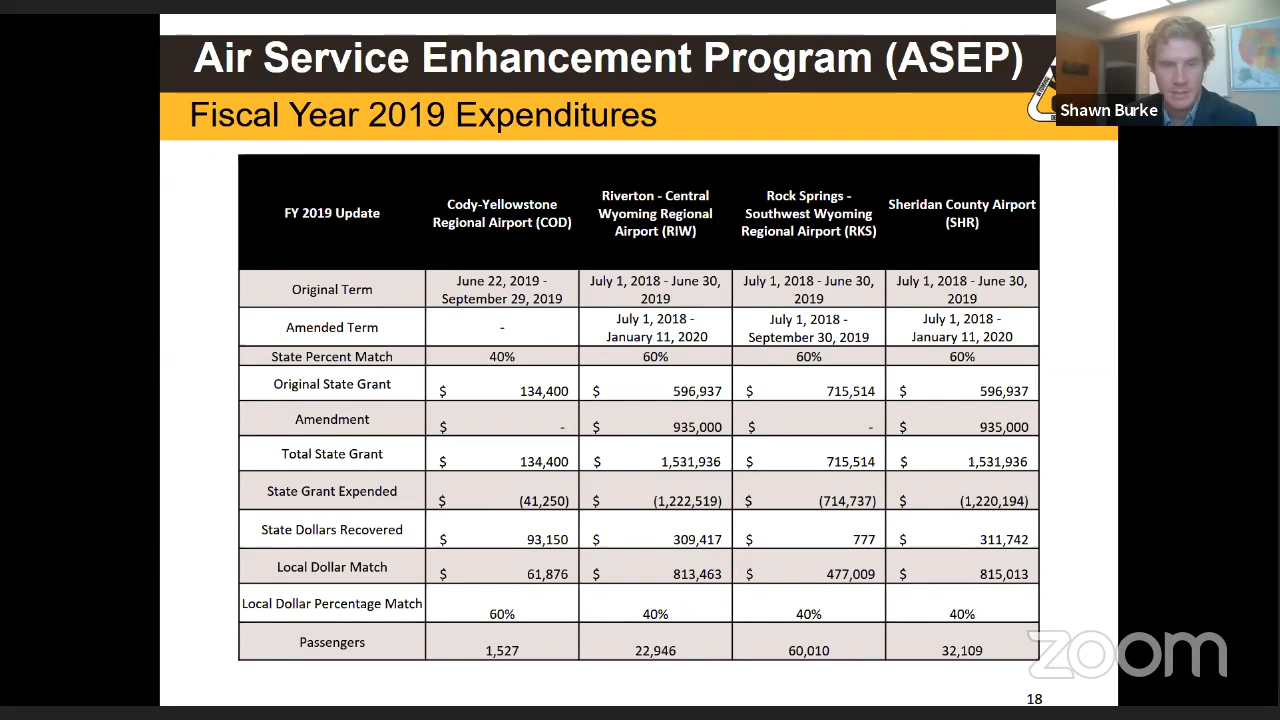 Air Service Enhancement Program (ASEP)
Fiscal Year 2019 Expenditures
Shawn Burke
FY 2019 Update
Cody-Yellowstone
Regional Airport (COD)
Riverton - Central
Wyoming Regional
Airport (RIW)
Rock Springs -
Southwest Wyoming
Regional Airport (RKS)
Sheridan County Airport
(SHR)
Original Term
June 22, 2019 -
September 29, 2019
July 1, 2018 - June 30,
2019
July 1, 2018 - June 30,
2019
July 1, 2018 - June 30,
2019
Amended Term
-
July 1, 2018 -
January 11, 2020
July 1, 2018 -
September 30, 2019
July 1, 2018 -
January 11, 2020
State Percent Match 40% 60% 60% 60%
Original State Grant $ 134,400 $ 596,937 $ 715,514 $ 596,937
Amendment $ - $ 935,000 $ - $ 935,000
Total State Grant $ 134,400 $ 1,531,936 $ 715,514 $ 1,531,936
State Grant Expended $ (41,250) $ (1,222,519) $ (714,737) $ (1,220,194)
State Dollars Recovered $ 93,150 $ 309,417 $ 777 $ 311,742
Local Dollar Match $ 61,876 $ 813,463 $ 477,009 $ 815,013
Local Dollar Percentage Match 60% 40% 40% 40%
Passengers 1,527 22,946 60,010 32,109
zoom
18